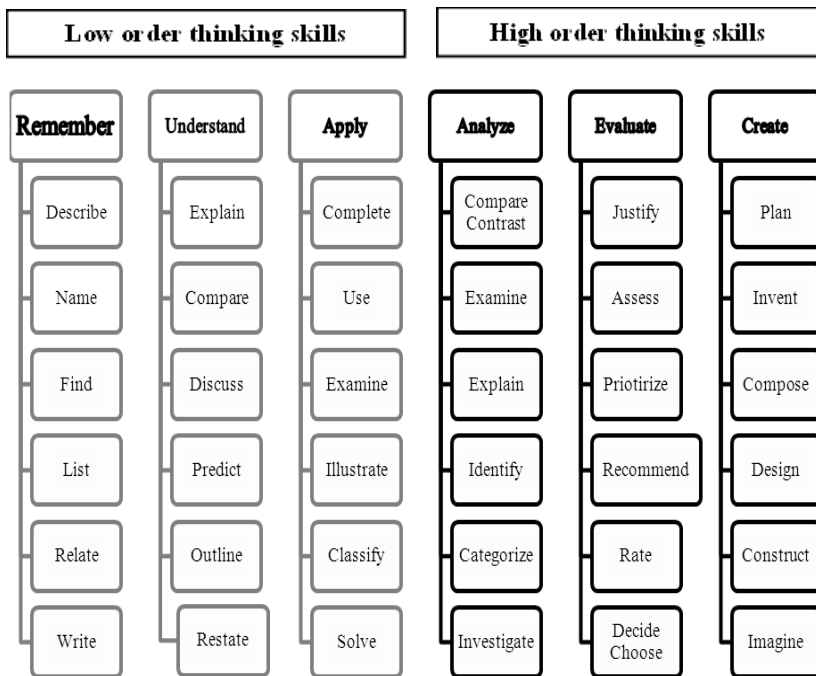 Low order thinking skills
High order thinking skills
Remember
Describe
Name
Find
List
Relate
Write
Understand
Explain
Compare
Discuss
Predict
Outline
Restate
Apply
Complete
Use
Examine
Illustrate
Classify
Solve
Analyze
Compare
Contrast
Examine
Explain
Identify
Categorize
Investigate
Evaluate
Justify
Assess
Priotirize
Recommend
Rate
Decide
Choose
Create
Plan
Invent
Compose
Design
Construct
Imagine